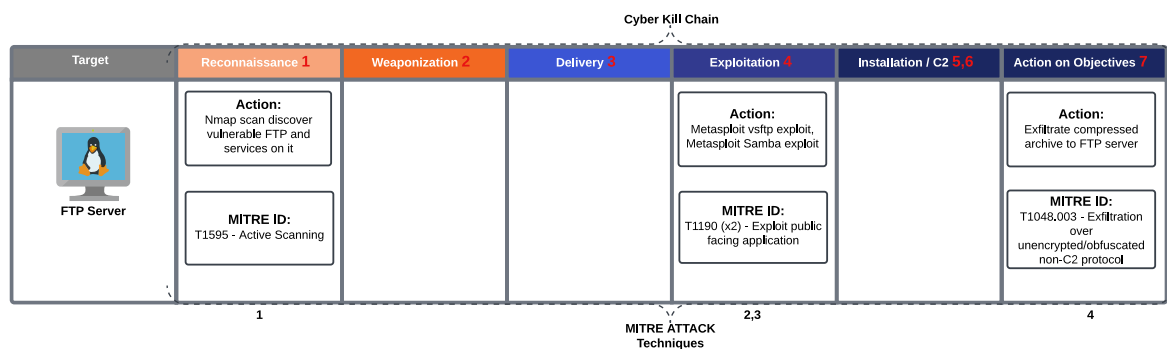 Cyber Kill Chain
Target
Reconnaissance 1
Weaponization 2
Delivery 3
Exploitation 4
Installation / C2 5,6
Action on Objectives 7
FTP Server
Action:
Nmap scan discover
vulnerable FTP and
services on it
MITRE ID:
T1595 - Active Scanning
Action:
Metasploit vsftp exploit,
Metasploit Samba exploit
MITRE ID:
T1190 (x2) - Exploit public
facing application
Action:
Exfiltrate compressed
archive to FTP server
MITRE ID:
T1048.003 - Exfiltration
over
unencrypted/obfuscated
non-C2 protocol
1
2,3
4
MITRE ATTACK
Techniques